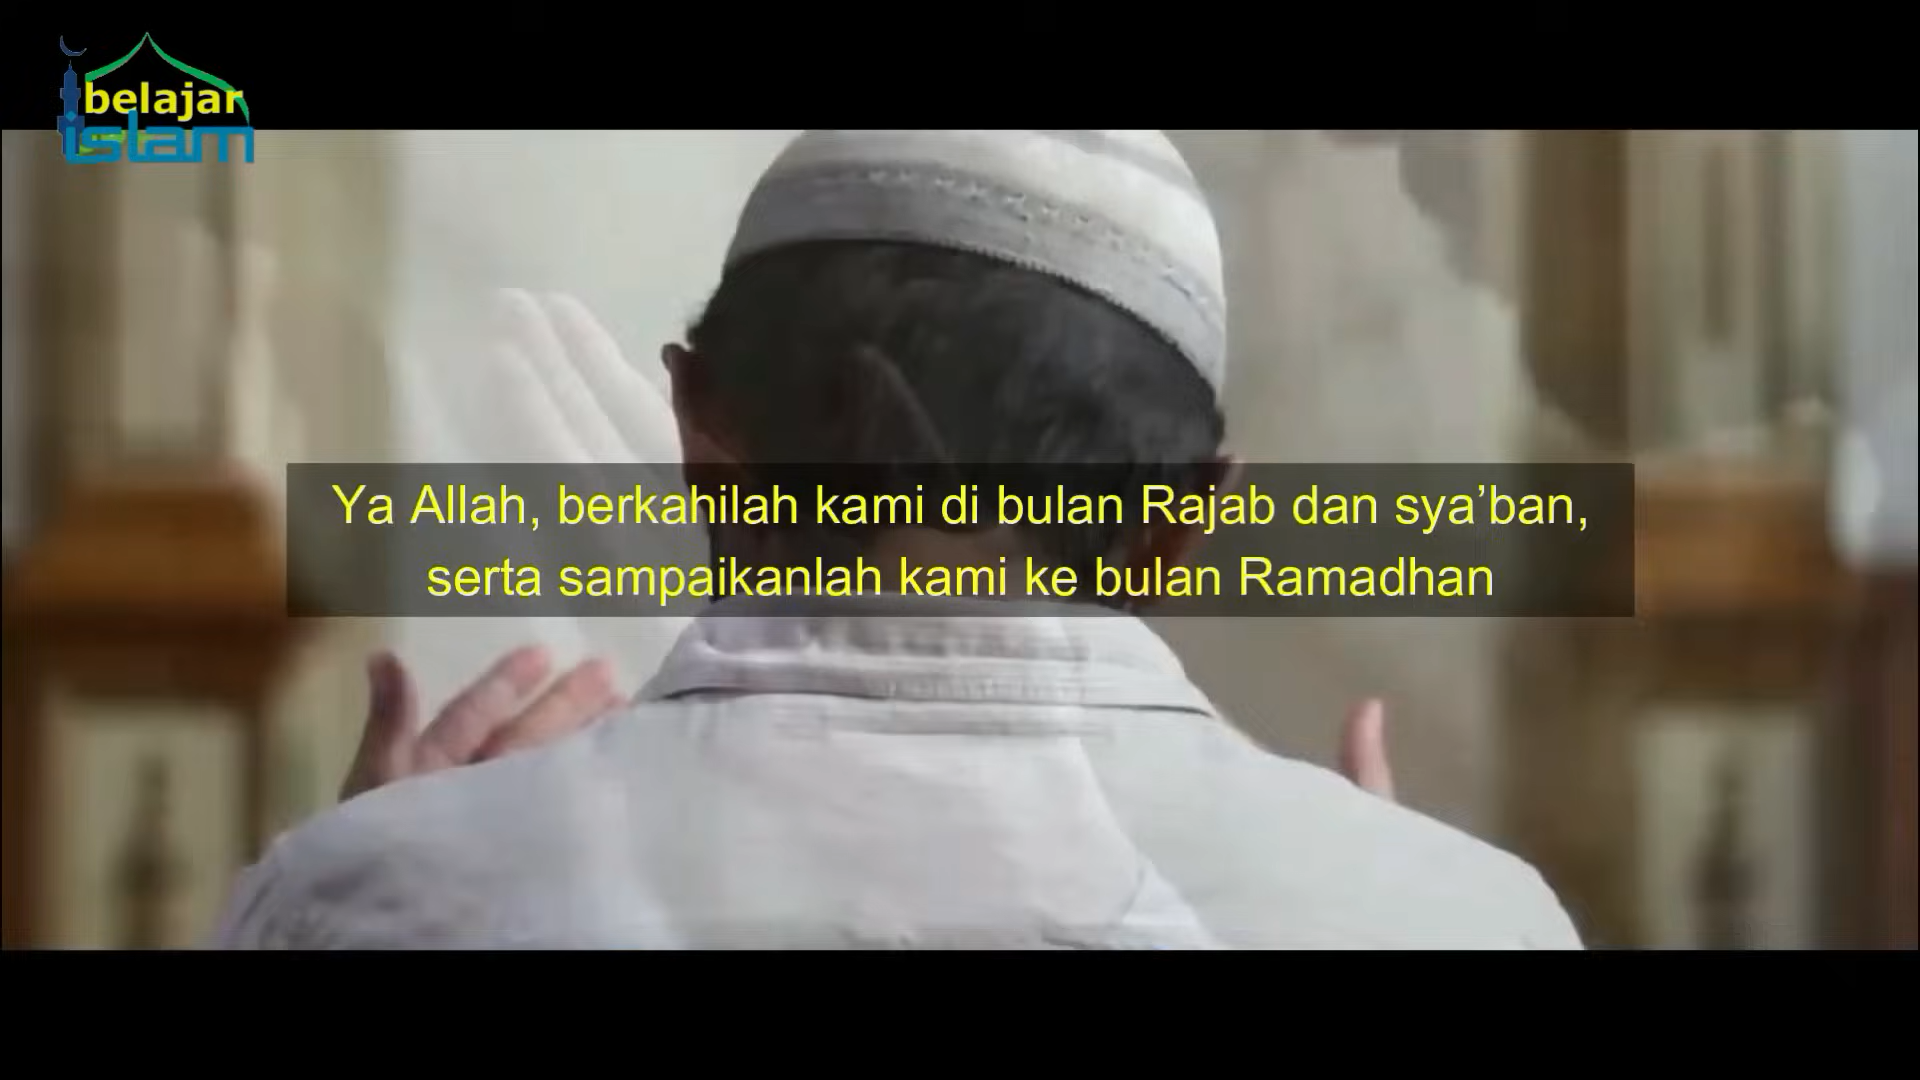 belajar
islam
Ya Allah, berkahilah kami di bulan Rajab dan sya’ban,
serta sampaikanlah kami ke bulan Ramadhan